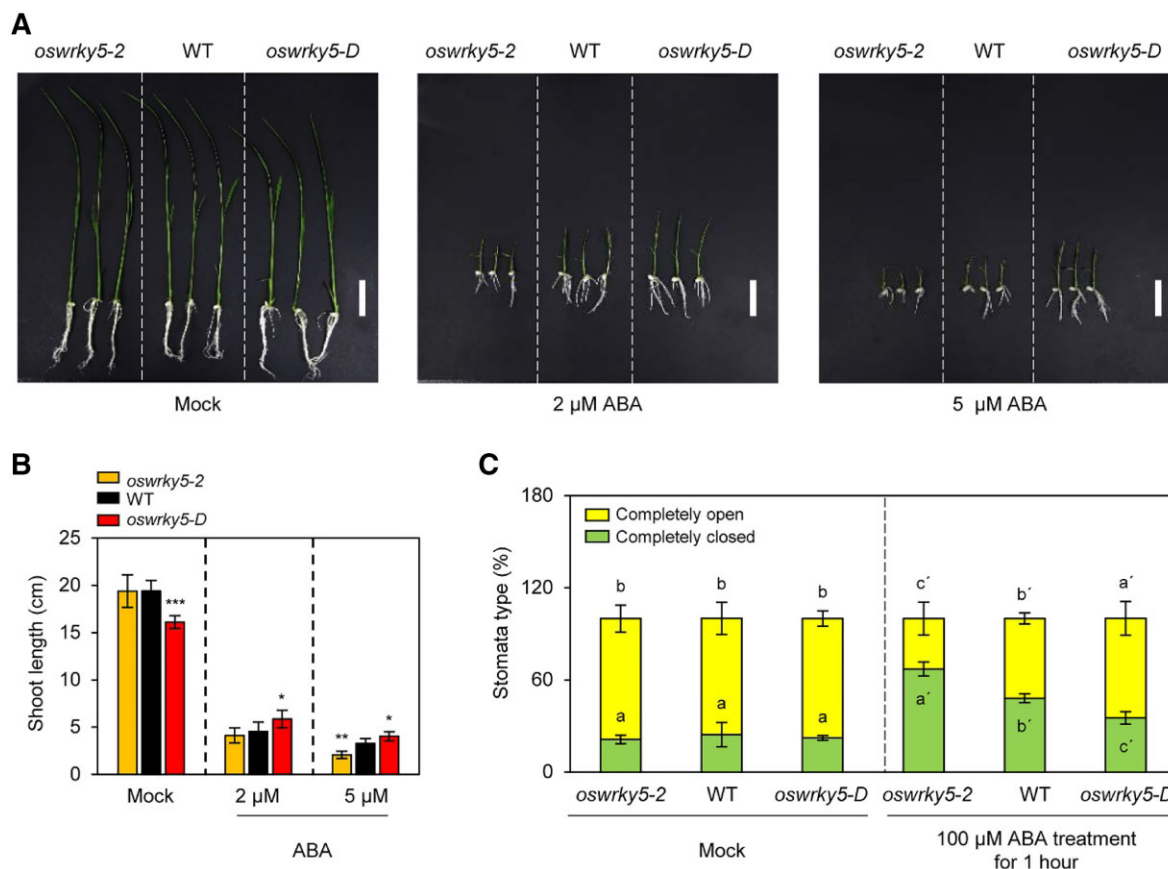 A
oswrky5-2 WT oswrky5-D oswrky5-2 WT oswrky5-D oswrky5-2 WT oswrky5-D
Mock 2 µM ABA 5 µM ABA
B
oswrky5-2
WT
oswrky5-D
Shoot length (cm)
25
20
15
10
5
0
***
*
**
*
Mock 2 µM 5 µM
ABA
C
Stomata type (%)
180
120
60
0
Completely open
Completely closed
b b b c´ b´ a´
a a a a´ b´ c´
oswrky5-2 WT oswrky5-D oswrky5-2 WT oswrky5-D
Mock 100 µM ABA treatment
for 1 hour